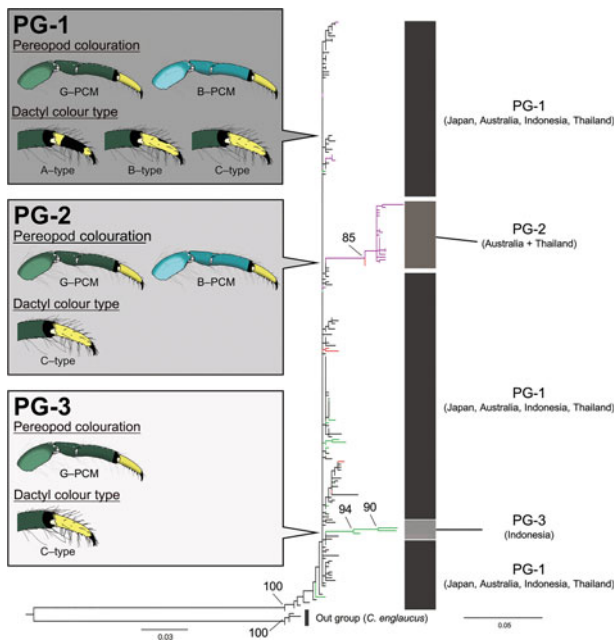 PG-1
Pereopod colouration
G–PCM B–PCM
Dactyl colour type
A–type B–type C–type
PG-2
Pereopod colouration
G–PCM B–PCM
Dactyl colour type
C–type
PG-3
Pereopod colouration
G–PCM
Dactyl colour type
C–type
85
94 90
100
100
0.03
Out group (C. englaucus)
PG-1
(Japan, Australia, Indonesia, Thailand)
PG-2
(Australia + Thailand)
PG-1
(Japan, Australia, Indonesia, Thailand)
PG-3
(Indonesia)
PG-1
(Japan, Australia, Indonesia, Thailand)
0.05